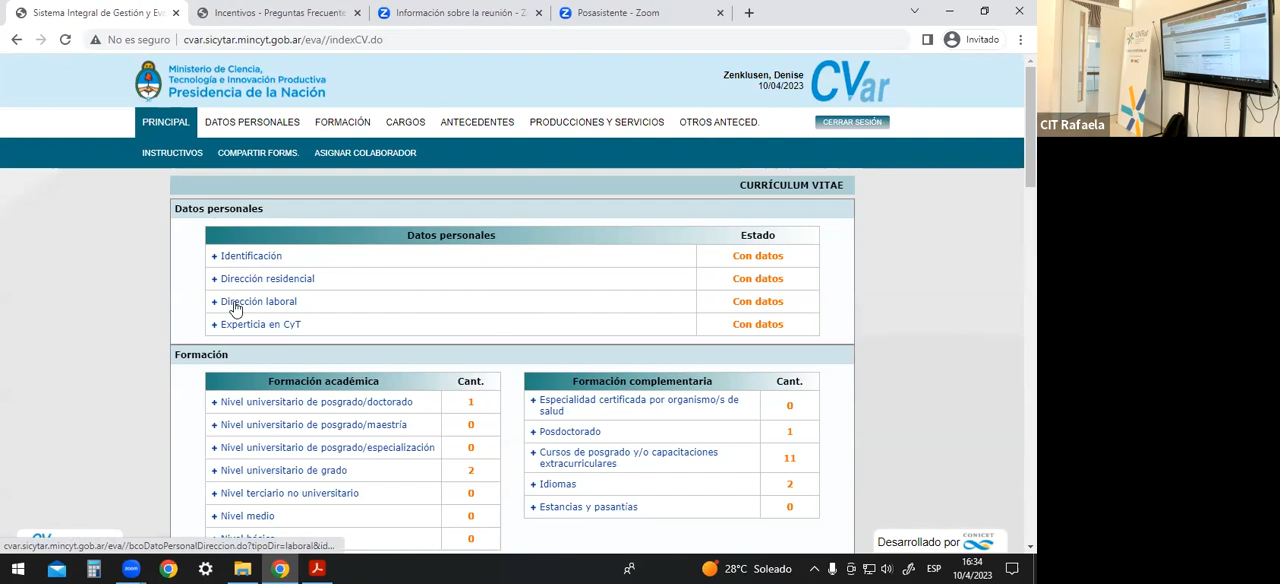 Sistema Integral de Gestión y Eva
Incentivos - Preguntas Frecuente
Información sobre la reunión - Z
Posasistente - Zoom
No es seguro
cvar.sicytar.mincyt.gob.ar/eva//indexCV.do
Invitado
Ministerio de Ciencia,
Tecnología e Innovación Productiva
Presidencia de la Nación
Zenklusen, Denise
10/04/2023
CVar
PRINCIPAL
DATOS PERSONALES
FORMACIÓN
CARGOS
ANTECEDENTES
PRODUCCIONES Y SERVICIOS
OTROS ANTECED.
CERRAR SESIÓN
INSTRUCTIVOS
COMPARTIR FORMS.
ASIGNAR COLABORADOR
CURRÍCULUM VITAE
Datos personales
Datos personales
Estado
+ Identificación
Con datos
+ Dirección residencial
Con datos
+ Dirección laboral
Con datos
+ Experticia en CyT
Con datos
Formación
Formación académica
Cant.
+ Nivel universitario de posgrado/doctorado
1
+ Nivel universitario de posgrado/maestría
0
+ Nivel universitario de posgrado/especialización
0
+ Nivel universitario de grado
2
+ Nivel terciario no universitario
0
+ Nivel medio
0
+ Nivel básico
0
Formación complementaria
Cant.
+ Especialidad certificada por organismo/s de
salud
0
+ Posdoctorado
1
+ Cursos de posgrado y/o capacitaciones
extracurriculares
11
+ Idiomas
2
+ Estancias y pasantías
0
Desarrollado por
CONICET
cvar.sicytar.mincyt.gob.ar/eva//bcoDatoPersonalDireccion.do?tipoDir=laboral&id...
zoom
28°C Soleado
ESP
16:34
10/4/2023
CIT Rafaela